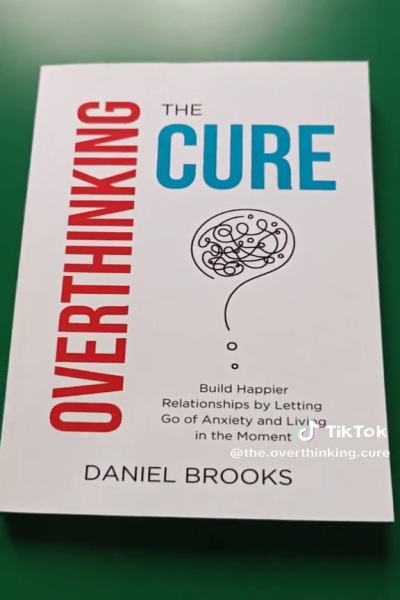 OVERTHINKING
THE
CURE
Build Happier
Relationships by Letting
Go of Anxiety and Living
in the Moment
DANIEL BROOKS
TikTok
@the.overthinking.cure